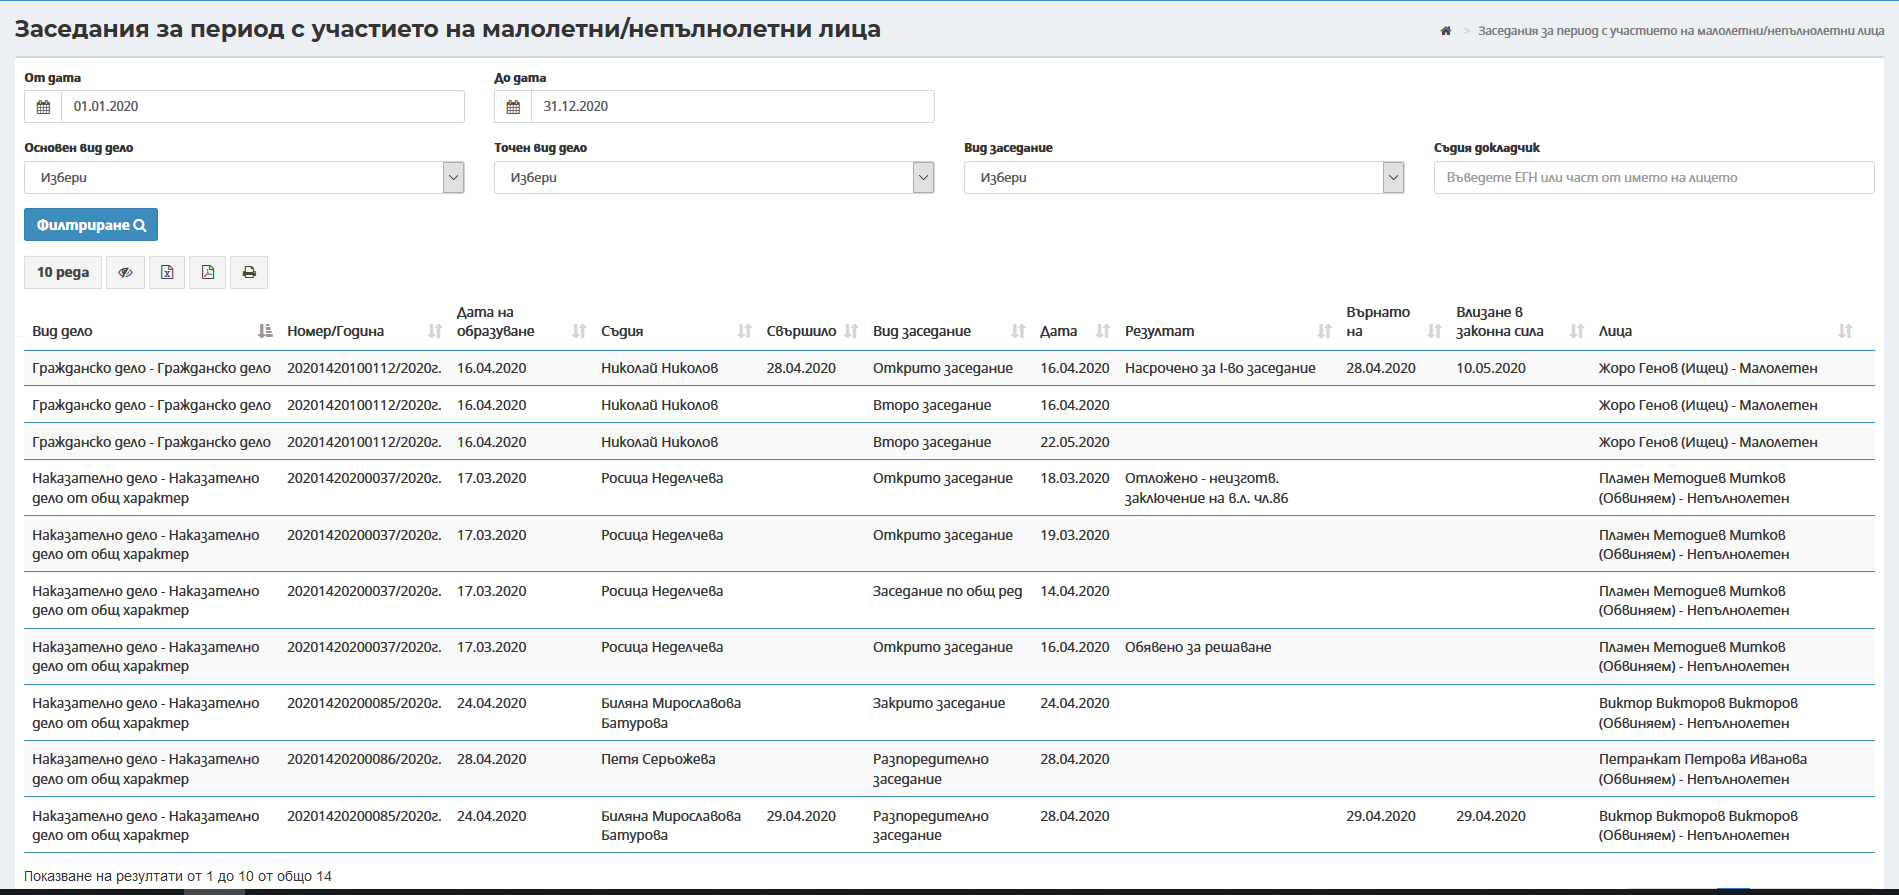 Заседания за период с участието на малолетни/непълнолетни лица
> Заседания за период с участието на малолетни/непълнолетни лица
От дата До дата
01.01.2020 31.12.2020
Основен вид дело Точен вид дело Вид заседание Съдия докладчик
Избери Избери Избери Въведете ЕГН или част от името на лицето
Филтриране
10 реда
Вид дело Номер/Година Дата на образуване Съдия Свършило Вид заседание Дата Резултат Върнато на Влизане в законна сила Лица
Гражданско дело - Гражданско дело 20201420100112/2020г. 16.04.2020 Николай Николов 28.04.2020 Открито заседание 16.04.2020 Насрочено за I-во заседание 28.04.2020 10.05.2020 Жоро Генов (Ищец) - Малолетен
Гражданско дело - Гражданско дело 20201420100112/2020г. 16.04.2020 Николай Николов Второ заседание 16.04.2020 Жоро Генов (Ищец) - Малолетен
Гражданско дело - Гражданско дело 20201420100112/2020г. 16.04.2020 Николай Николов Второ заседание 22.05.2020 Жоро Генов (Ищец) - Малолетен
Наказателно дело - Наказателно 20201420200037/2020г. 17.03.2020 Росица Неделчева Открито заседание 18.03.2020 Отложено - неизготв. Пламен Методиев Митков
дело от общ характер заключение на в.л. чл.86 (Обвиняем) - Непълнолетен
Наказателно дело - Наказателно 20201420200037/2020г. 17.03.2020 Росица Неделчева Открито заседание 19.03.2020 Пламен Методиев Митков
дело от общ характер (Обвиняем) - Непълнолетен
Наказателно дело - Наказателно 20201420200037/2020г. 17.03.2020 Росица Неделчева Заседание по общ ред 14.04.2020 Пламен Методиев Митков
дело от общ характер (Обвиняем) - Непълнолетен
Наказателно дело - Наказателно 20201420200037/2020г. 17.03.2020 Росица Неделчева Открито заседание 16.04.2020 Обявено за решаване Пламен Методиев Митков
дело от общ характер (Обвиняем) - Непълнолетен
Наказателно дело - Наказателно 20201420200085/2020г. 24.04.2020 Биляна Мирославова Закрито заседание 24.04.2020 Виктор Викторов Викторов
дело от общ характер Батурова (Обвиняем) - Непълнолетен
Наказателно дело - Наказателно 20201420200086/2020г. 28.04.2020 Петя Серьожева Разпоредително 28.04.2020 Петранкат Петрова Иванова
дело от общ характер заседание (Обвиняем) - Непълнолетен
Наказателно дело - Наказателно 20201420200085/2020г. 24.04.2020 Биляна Мирославова 29.04.2020 Разпоредително 28.04.2020 29.04.2020 29.04.2020 Виктор Викторов Викторов
дело от общ характер Батурова заседание (Обвиняем) - Непълнолетен
Показване на резултати от 1 до 10 от общо 14